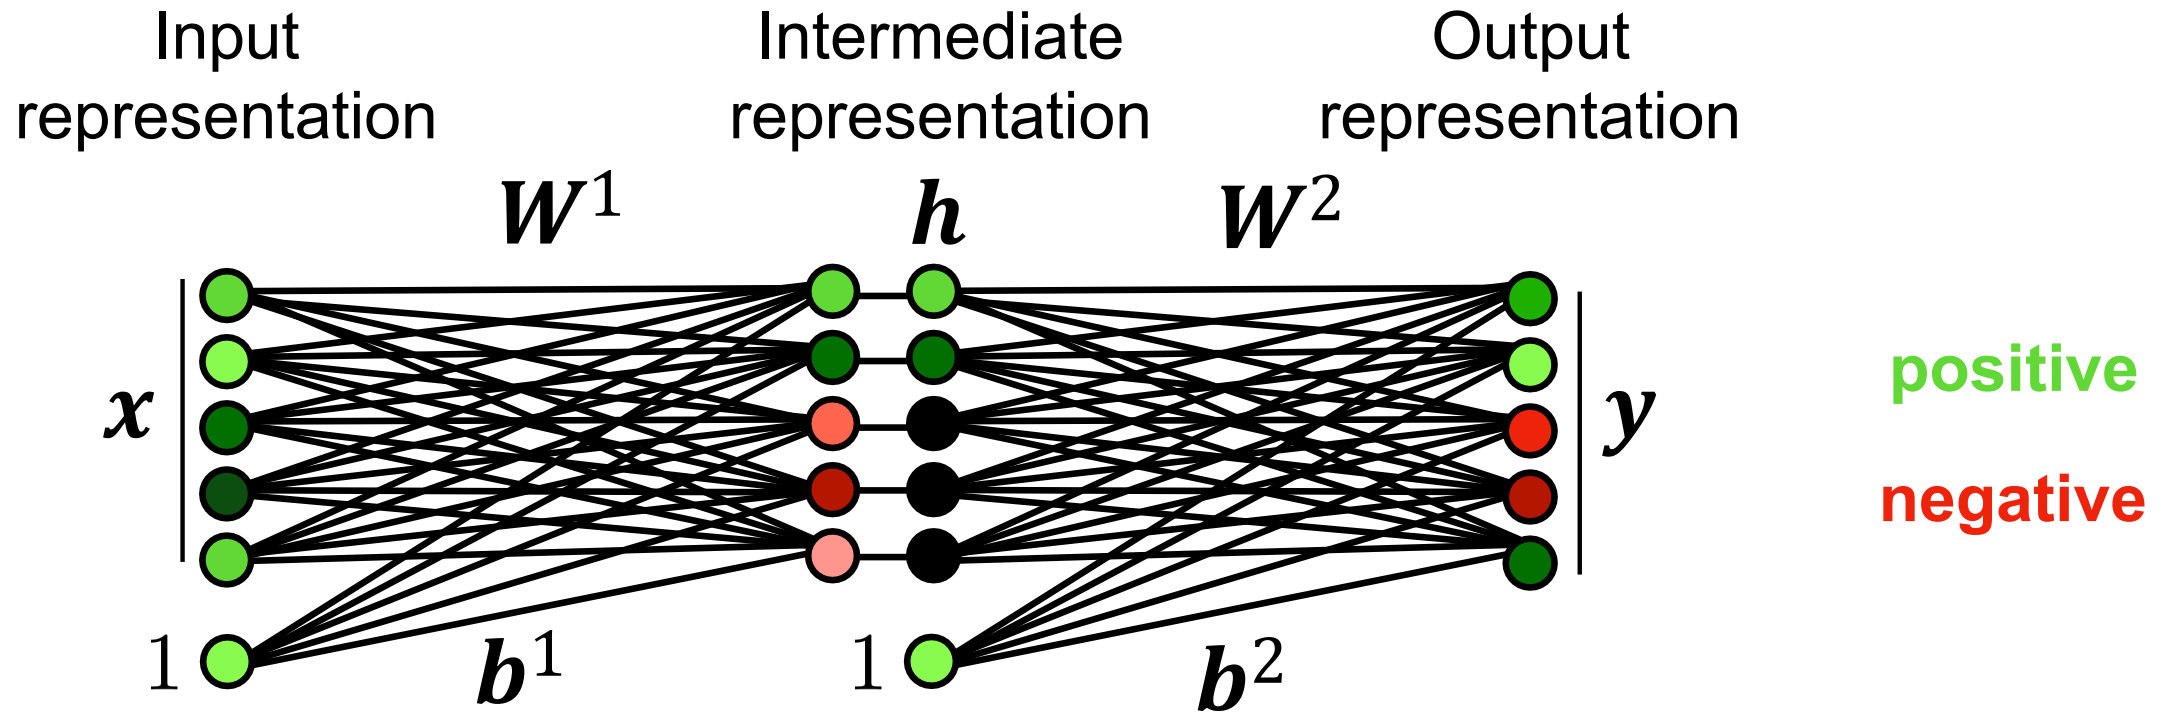 Input
representation
Intermediate
representation
Output
representation
W¹
h
W²
x
y
positive
negative
1
b¹
1
b²